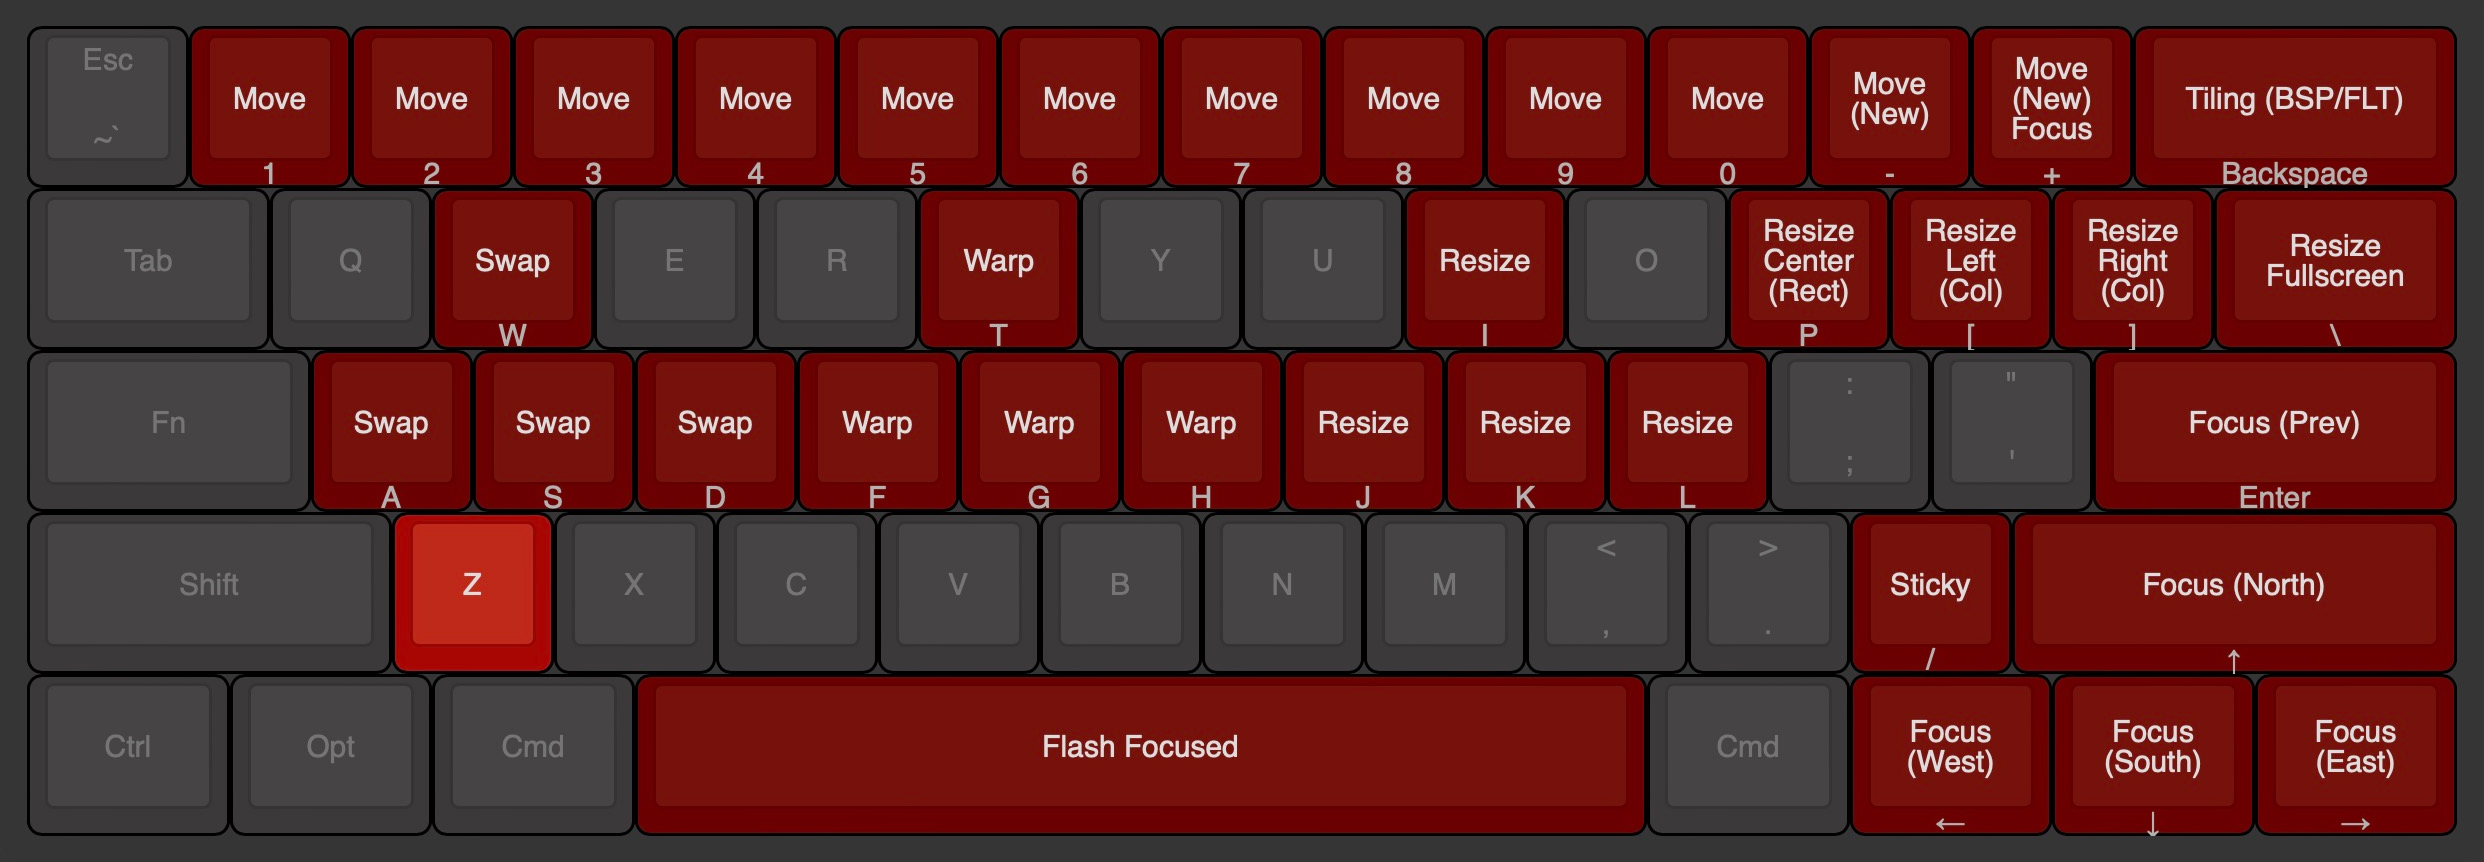 Esc
~`
Move
1
Move
2
Move
3
Move
4
Move
5
Move
6
Move
7
Move
8
Move
9
Move
0
Move
(New)
-
Move
(New)
Focus
+
Tiling (BSP/FLT)
Backspace
Tab
Q
Swap
W
E
R
Warp
T
Y
U
Resize
I
O
Resize
Center
(Rect)
P
Resize
Left
(Col)
[
Resize
Right
(Col)
]
Resize
Fullscreen
\
Fn
Swap
A
Swap
S
Swap
D
Warp
F
Warp
G
Warp
H
Resize
J
Resize
K
Resize
L
:
;
"
'
Focus (Prev)
Enter
Shift
Z
X
C
V
B
N
M
<
,
>
.
Sticky
/
Focus (North)
↑
Ctrl
Opt
Cmd
Flash Focused
Cmd
Focus
(West)
←
Focus
(South)
↓
Focus
(East)
→